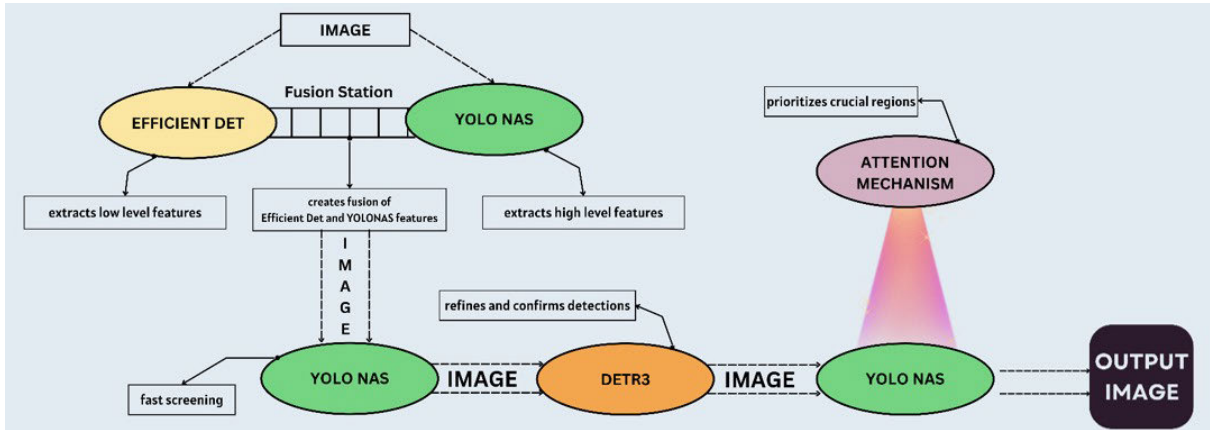 IMAGE
Fusion Station
EFFICIENT DET
YOLO NAS
prioritizes crucial regions
ATTENTION
MECHANISM
extracts low level features
creates fusion of
Efficient Det and YOLONAS features
extracts high level features
I
M
A
G
E
refines and confirms detections
fast screening
YOLO NAS
IMAGE
DETR3
IMAGE
YOLO NAS
OUTPUT
IMAGE